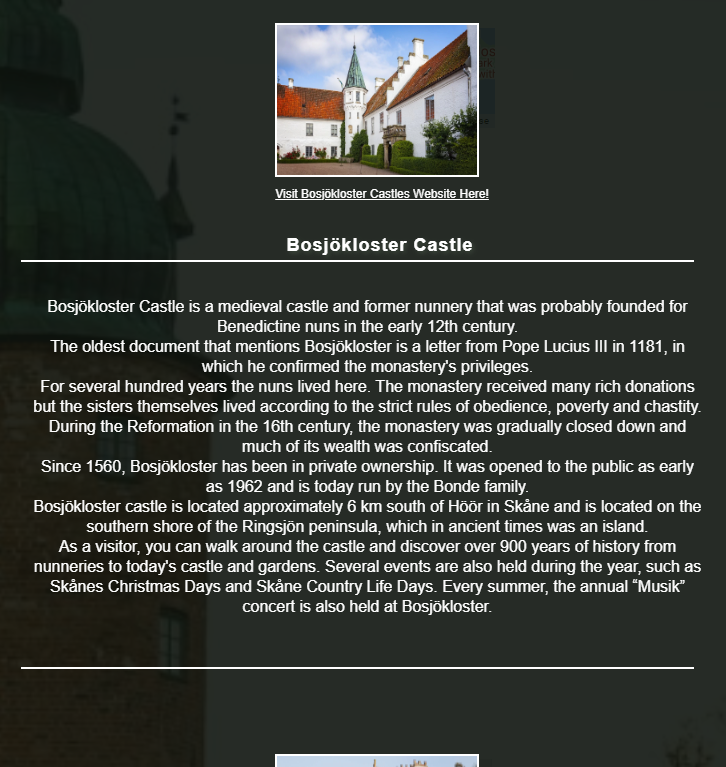 Visit Bosjökloster Castles Website Here!
Bosjökloster Castle
Bosjökloster Castle is a medieval castle and former nunnery that was probably founded for
Benedictine nuns in the early 12th century.
The oldest document that mentions Bosjökloster is a letter from Pope Lucius III in 1181, in
which he confirmed the monastery's privileges.
For several hundred years the nuns lived here. The monastery received many rich donations
but the sisters themselves lived according to the strict rules of obedience, poverty and chastity.
During the Reformation in the 16th century, the monastery was gradually closed down and
much of its wealth was confiscated.
Since 1560, Bosjökloster has been in private ownership. It was opened to the public as early
as 1962 and is today run by the Bonde family.
Bosjökloster castle is located approximately 6 km south of Höör in Skåne and is located on the
southern shore of the Ringsjön peninsula, which in ancient times was an island.
As a visitor, you can walk around the castle and discover over 900 years of history from
nunneries to today's castle and gardens. Several events are also held during the year, such as
Skånes Christmas Days and Skåne Country Life Days. Every summer, the annual “Musik”
concert is also held at Bosjökloster.